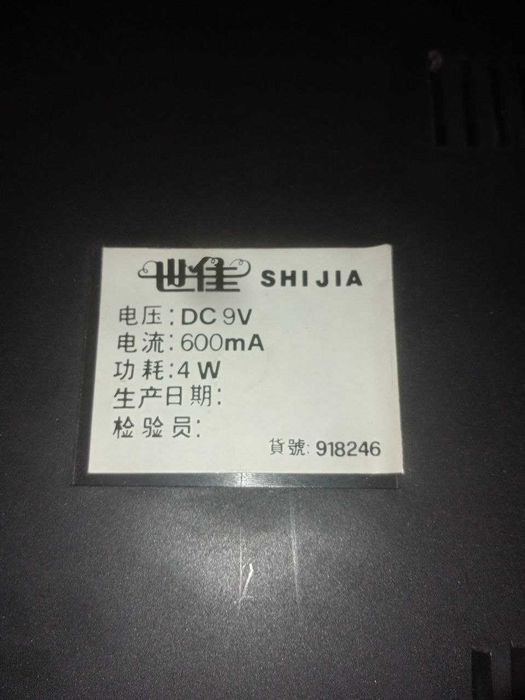 世佳 SHIJIA
电压:DC 9V
电流:600mA
功耗:4W
生产日期:
检验员:
貨號:918246